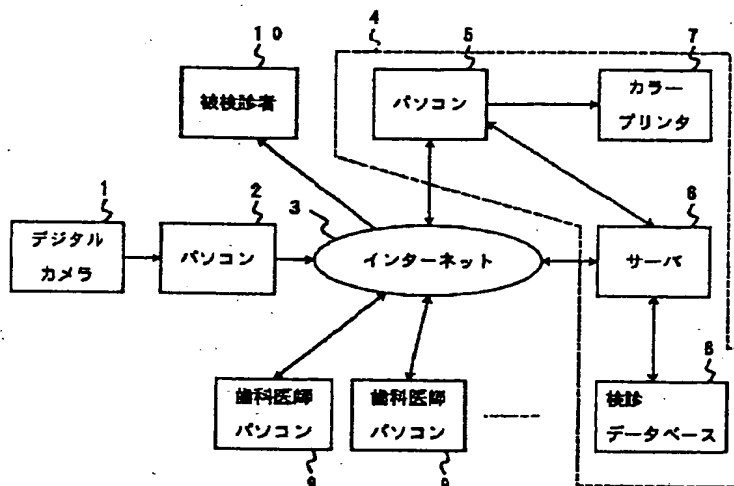 10
4
5
7
被検診者
パソコン
カラー
プリンタ
1
2
3
6
デジタル
カメラ
パソコン
インターネット
サーバ
8
歯科医師
パソコン
歯科医師
パソコン
検診
データベース
9
9